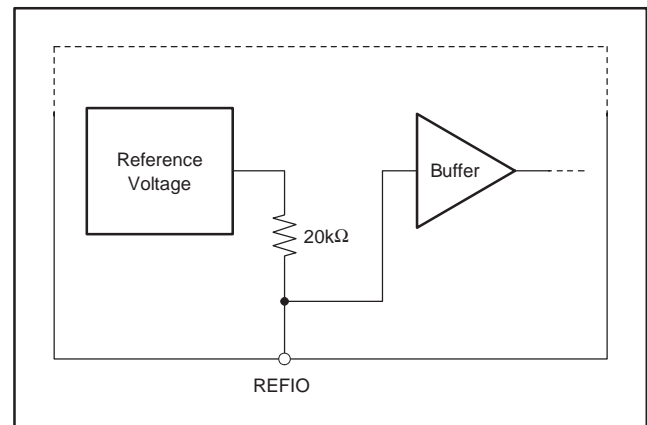 Reference
Voltage
Buffer
20kΩ
REFIO